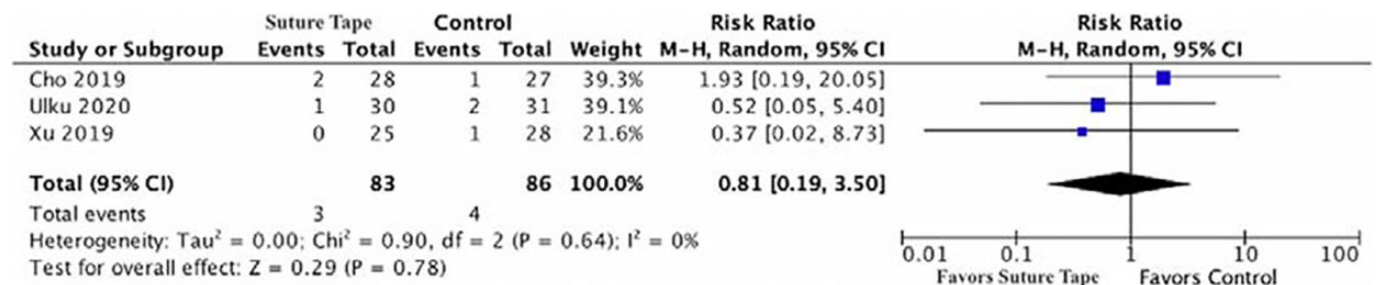 Suture Tape Control Risk Ratio Risk Ratio
Study or Subgroup Events Total Events Total Weight M-H, Random, 95% CI M-H, Random, 95% CI
Cho 2019 2 28 1 27 39.3% 1.93 [0.19, 20.05]
Ulku 2020 1 30 2 31 39.1% 0.52 [0.05, 5.40]
Xu 2019 0 25 1 28 21.6% 0.37 [0.02, 8.73]
Total (95% CI) 83 86 100.0% 0.81 [0.19, 3.50]
Total events 3 4
Heterogeneity: Tau² = 0.00; Chi² = 0.90, df = 2 (P = 0.64); I² = 0%
Test for overall effect: Z = 0.29 (P = 0.78)
0.01 0.1 1 10 100
Favors Suture Tape Favors Control